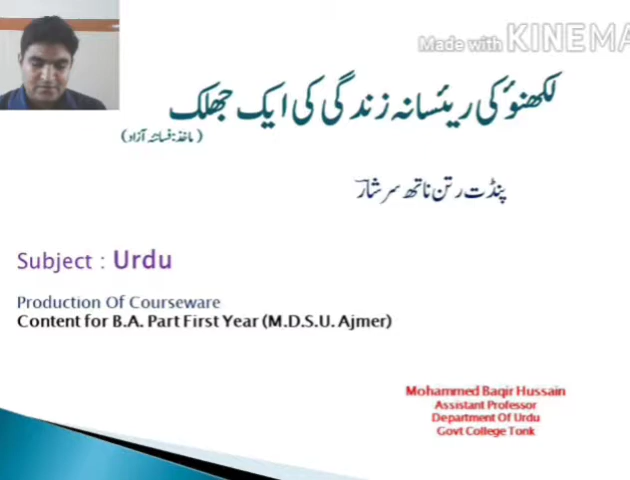 Made with KINEMA
لکھنؤ کی رئیسانہ زندگی کی ایک جھلک
(ماخذ: فسانۂ آزاد)
پنڈت رتن ناتھ سرشار
Subject : Urdu
Production Of Courseware
Content for B.A. Part First Year (M.D.S.U. Ajmer)
Mohammed Baqir Hussain
Assistant Professor
Department Of Urdu
Govt College Tonk